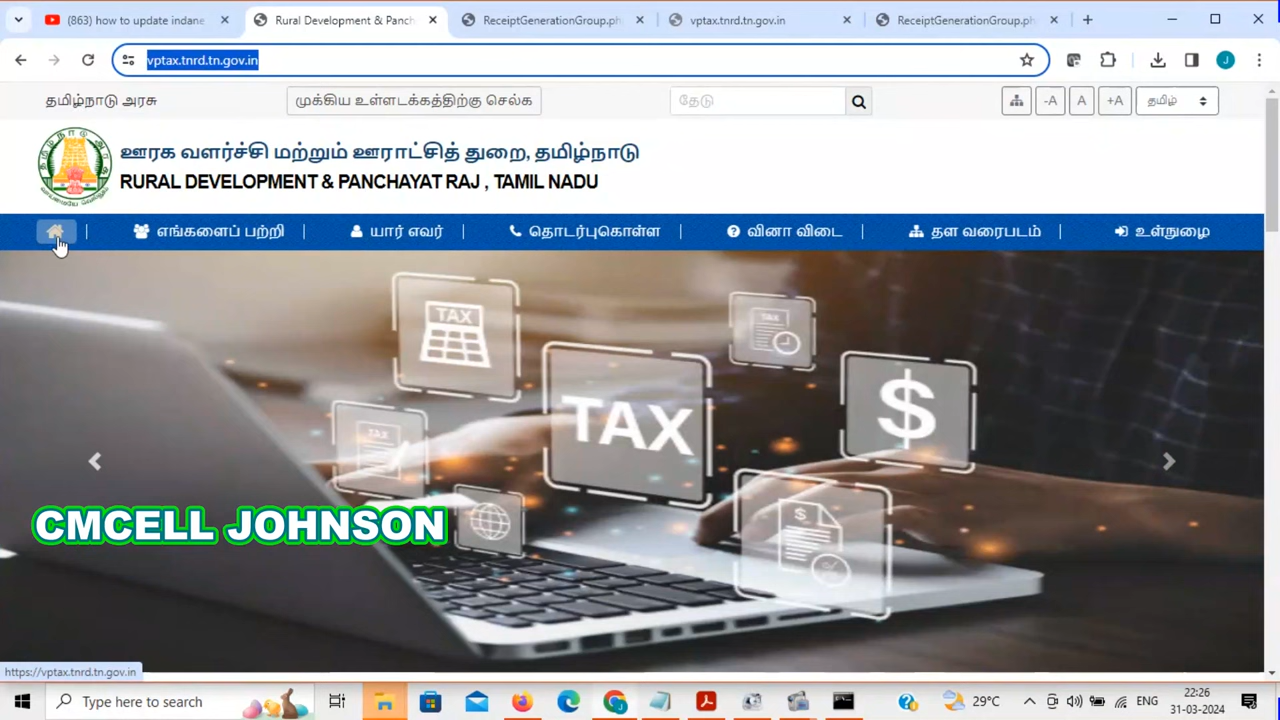 (863) how to update indane
Rural Development & Panch
ReceiptGenerationGroup.ph
vptax.tnrd.tn.gov.in
ReceiptGenerationGroup.ph
vptax.tnrd.tn.gov.in
தமிழ்நாடு அரசு
முக்கிய உள்ளடக்கத்திற்கு செல்க
தேடு
-A
A
+A
தமிழ்
ஊரக வளர்ச்சி மற்றும் ஊராட்சித் துறை, தமிழ்நாடு
RURAL DEVELOPMENT & PANCHAYAT RAJ , TAMIL NADU
எங்களைப் பற்றி
யார் எவர்
தொடர்புகொள்ள
வினா விடை
தள வரைபடம்
உள்நுழை
TAX
TAX
TAX
TAX
$
$
CMCELL JOHNSON
https://vptax.tnrd.tn.gov.in
Type here to search
29°C
ENG
22:26
31-03-2024